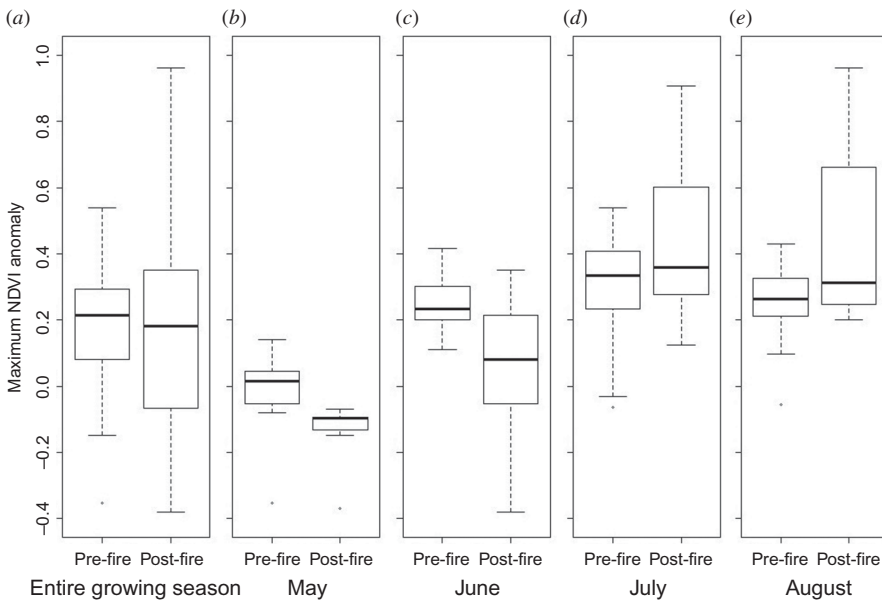 (a) (b) (c) (d) (e)
1.0
0.8
0.6
0.4
0.2
0.0
−0.2
−0.4
Maximum NDVI anomaly
Pre-fire Post-fire Pre-fire Post-fire Pre-fire Post-fire Pre-fire Post-fire Pre-fire Post-fire
Entire growing season May June July August